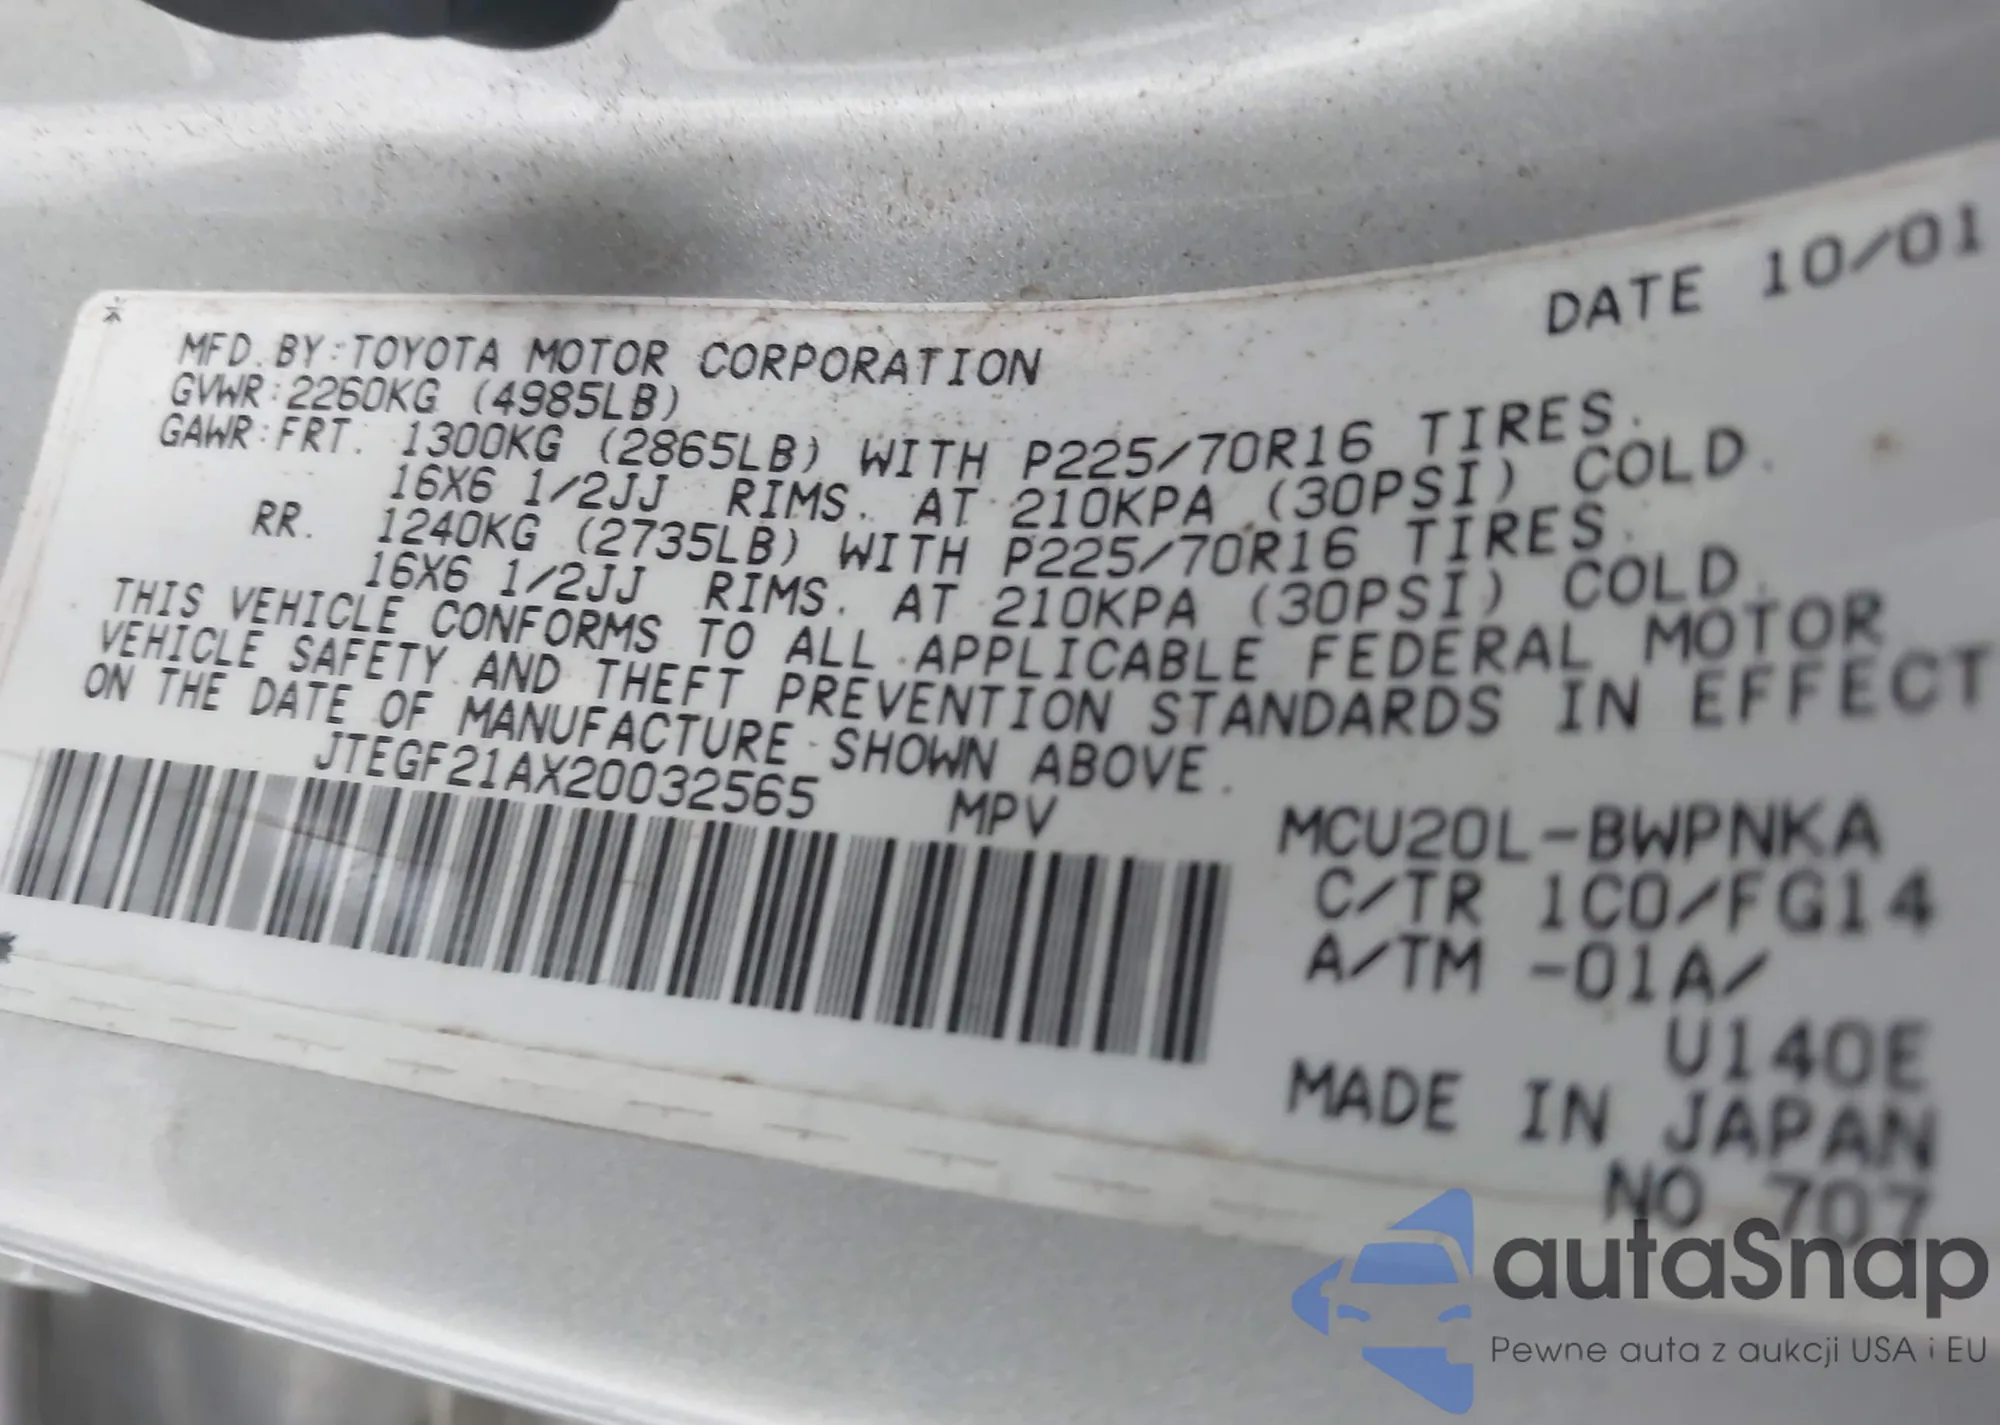 DATE 10/01
MFD. BY:TOYOTA MOTOR CORPORATION
GVWR:2260KG (4985LB)
GAWR:FRT. 1300KG (2865LB) WITH P225/70R16 TIRES.
16X6 1/2JJ RIMS. AT 210KPA (30PSI) COLD.
RR. 1240KG (2735LB) WITH P225/70R16 TIRES.
16X6 1/2JJ RIMS. AT 210KPA (30PSI) COLD.
THIS VEHICLE CONFORMS TO ALL APPLICABLE FEDERAL MOTOR
VEHICLE SAFETY AND THEFT PREVENTION STANDARDS IN EFFECT
ON THE DATE OF MANUFACTURE SHOWN ABOVE.
JTEGF21AX20032565 MPV
MCU20L-BWPNKA
C/TR 1C0/FG14
A/TM -01A/
U140E
MADE IN JAPAN
NO 707
autaSnap
Pewne auta z aukcji USA i EU